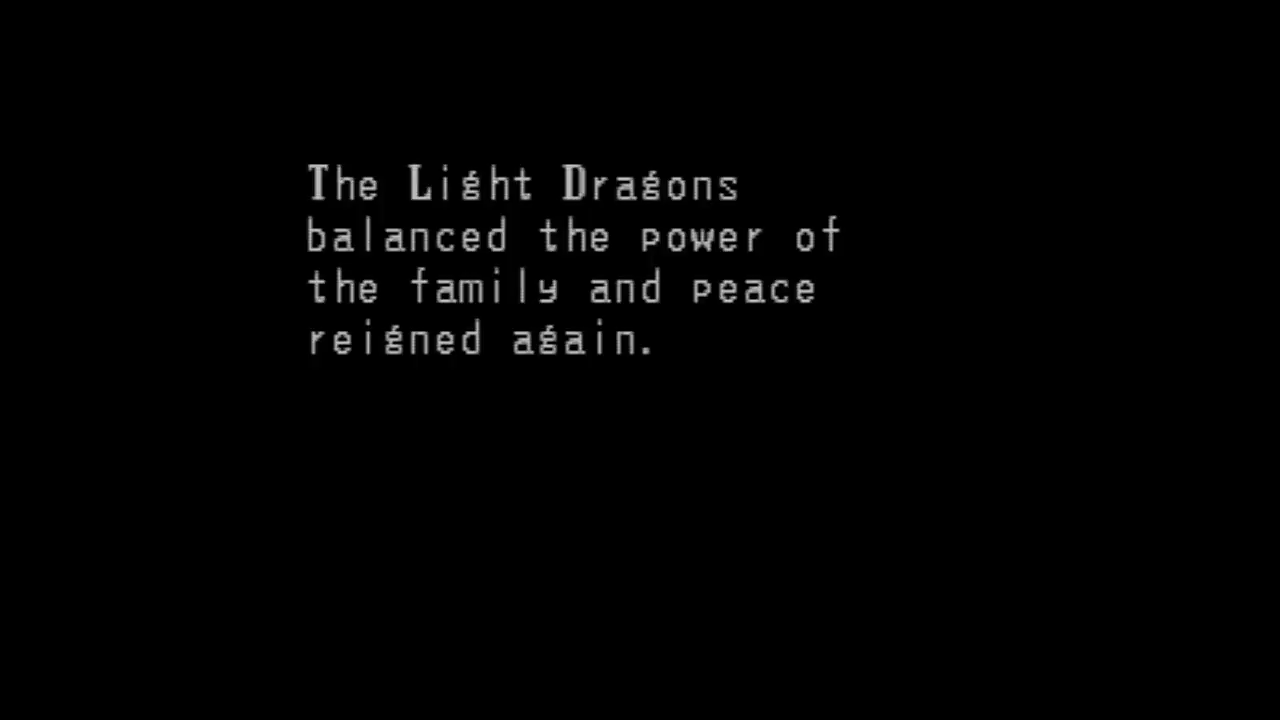 The Light Dragons
balanced the power of
the family and peace
reigned again.